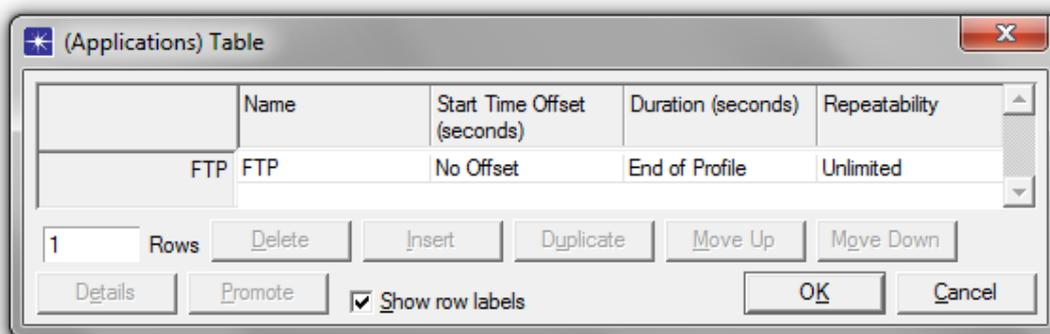 (Applications) Table
Name Start Time Offset (seconds) Duration (seconds) Repeatability
FTP FTP No Offset End of Profile Unlimited
1 Rows Delete Insert Duplicate Move Up Move Down
Details Promote Show row labels OK Cancel